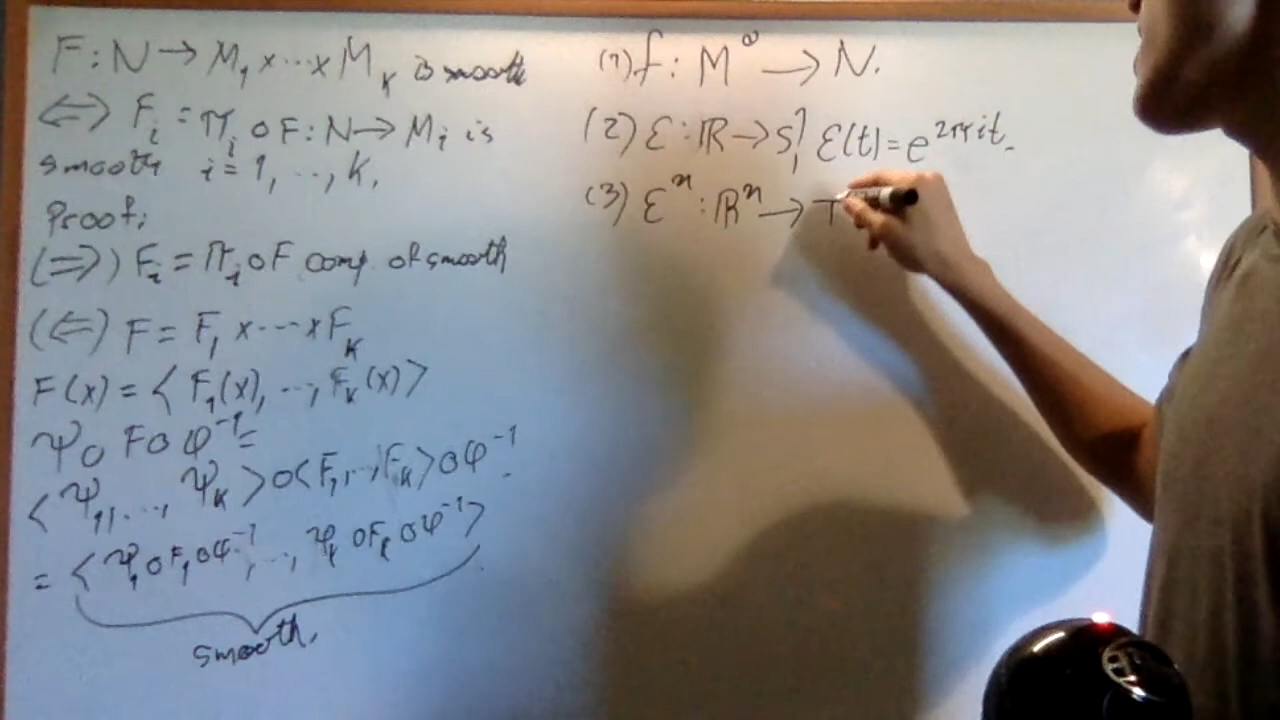 F : N → M₁ × ⋯ × M_k is smooth
⟺ F_i = π_i ∘ F : N → M_i is
smooth i = 1, …, k.
Proof:
(⇒) F_i = π_i ∘ F comp. of smooth
(⇐) F = F₁ × ⋯ × F_k
F(x) = ⟨F₁(x), …, F_k(x)⟩
ψ ∘ F ∘ φ⁻¹ =
⟨ψ₁, …, ψ_k⟩ ∘ ⟨F₁, …, F_k⟩ ∘ φ⁻¹.
= ⟨ψ₁ ∘ F₁ ∘ φ⁻¹, …, ψ_k ∘ F_k ∘ φ⁻¹⟩.
smooth.
(1) f : M⁰ → N.
(2) ε : ℝ → S¹, ε(t) = e^{2πit}.
(3) ε^n : ℝ^n → T